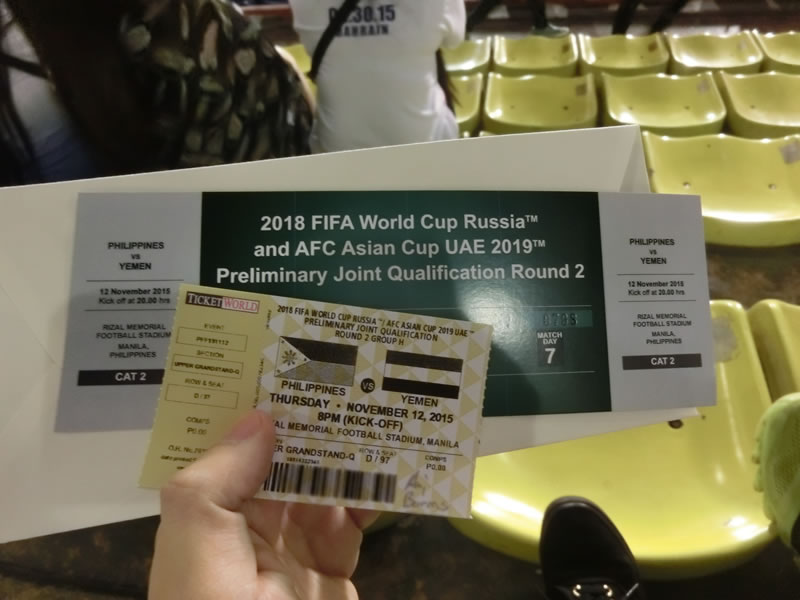 30.15
BAHRAIN
PHILIPPINES
vs
YEMEN
12 November 2015
Kick off at 20.00 hrs
RIZAL MEMORIAL
FOOTBALL STADIUM
MANILA,
PHILIPPINES
CAT 2
2018 FIFA World Cup Russia™
and AFC Asian Cup UAE 2019™
Preliminary Joint Qualification Round 2
MATCH
DAY
7
PHILIPPINES
vs
YEMEN
12 November 2015
Kick off at 20.00 hrs
RIZAL MEMORIAL
FOOTBALL STADIUM
MANILA,
PHILIPPINES
CAT 2
TICKETWORLD
EVENT
SECTION
UPPER GRANDSTAND-Q
ROW & SEAT
D / 97
COMPS
P0.00
2018 FIFA WORLD CUP RUSSIA™/ AFC ASIAN CUP 2019 UAE™
PRELIMINARY JOINT QUALIFICATION
ROUND 2 GROUP H
PHILIPPINES
VS
YEMEN
THURSDAY • NOVEMBER 12, 2015
8PM (KICK-OFF)
AL MEMORIAL FOOTBALL STADIUM, MANILA
ER GRANDSTAND-Q
ROW & SEAT
D / 97
COMPS
P0.00